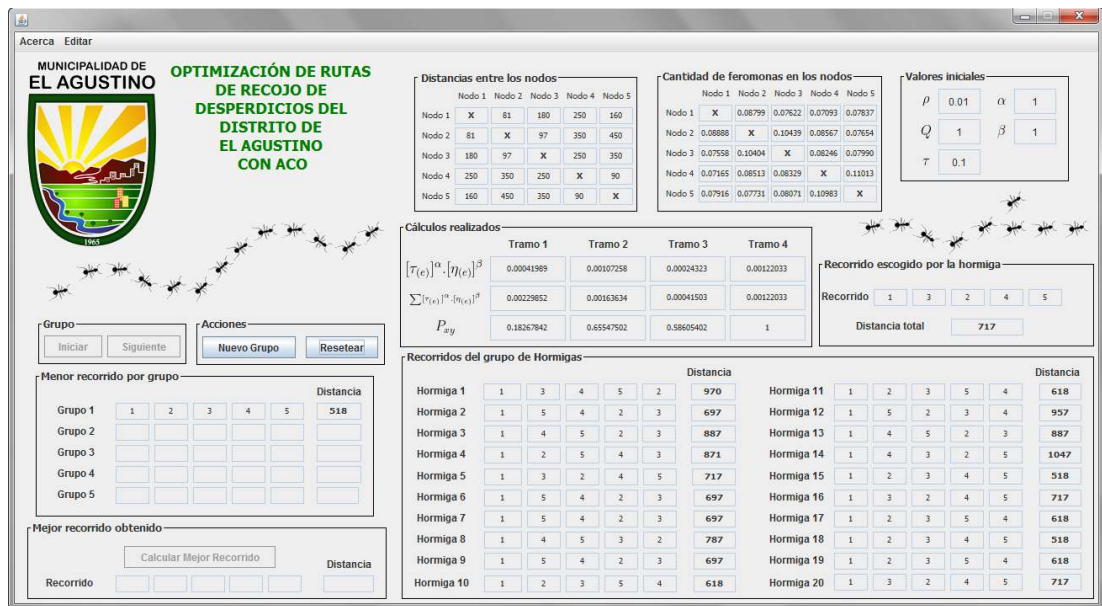 Acerca Editar
MUNICIPALIDAD DE
EL AGUSTINO
1965
OPTIMIZACIÓN DE RUTAS
DE RECOJO DE
DESPERDICIOS DEL
DISTRITO DE
EL AGUSTINO
CON ACO
Distancias entre los nodos
Nodo 1 Nodo 2 Nodo 3 Nodo 4 Nodo 5
Nodo 1 X 81 180 250 160
Nodo 2 81 X 97 350 450
Nodo 3 180 97 X 250 350
Nodo 4 250 350 250 X 90
Nodo 5 160 450 350 90 X
Cantidad de feromonas en los nodos
Nodo 1 Nodo 2 Nodo 3 Nodo 4 Nodo 5
Nodo 1 X 0.08799 0.07622 0.07093 0.07837
Nodo 2 0.08888 X 0.10439 0.08567 0.07654
Nodo 3 0.07558 0.10404 X 0.08246 0.07990
Nodo 4 0.07165 0.08513 0.08329 X 0.11013
Nodo 5 0.07916 0.07731 0.08071 0.10983 X
Valores iniciales
ρ 0.01 α 1
Q 1 β 1
τ 0.1
Cálculos realizados
Tramo 1 Tramo 2 Tramo 3 Tramo 4
[τ(e)]^α.[η(e)]^β 0.00041989 0.00107258 0.00024323 0.00122033
∑[τ(e)]^α.[η(e)]^β 0.00229852 0.00163634 0.00041503 0.00122033
Pxy 0.18267842 0.65547502 0.58605402 1
Recorrido escogido por la hormiga
Recorrido 1 3 2 4 5
Distancia total 717
Grupo
Iniciar Siguiente
Acciones
Nuevo Grupo Resetear
Menor recorrido por grupo
Distancia
Grupo 1 1 2 3 4 5 518
Grupo 2
Grupo 3
Grupo 4
Grupo 5
Mejor recorrido obtenido
Calcular Mejor Recorrido
Distancia
Recorrido
Recorridos del grupo de Hormigas
Distancia
Hormiga 1 1 3 4 5 2 970
Hormiga 2 1 5 4 2 3 697
Hormiga 3 1 4 5 2 3 887
Hormiga 4 1 2 5 4 3 871
Hormiga 5 1 3 2 4 5 717
Hormiga 6 1 5 4 2 3 697
Hormiga 7 1 5 4 2 3 697
Hormiga 8 1 4 5 3 2 787
Hormiga 9 1 5 4 2 3 697
Hormiga 10 1 2 3 5 4 618
Distancia
Hormiga 11 1 2 3 5 4 618
Hormiga 12 1 5 2 3 4 957
Hormiga 13 1 4 5 2 3 887
Hormiga 14 1 4 3 2 5 1047
Hormiga 15 1 2 3 4 5 518
Hormiga 16 1 3 2 4 5 717
Hormiga 17 1 2 3 5 4 618
Hormiga 18 1 2 3 4 5 518
Hormiga 19 1 2 3 5 4 618
Hormiga 20 1 3 2 4 5 717